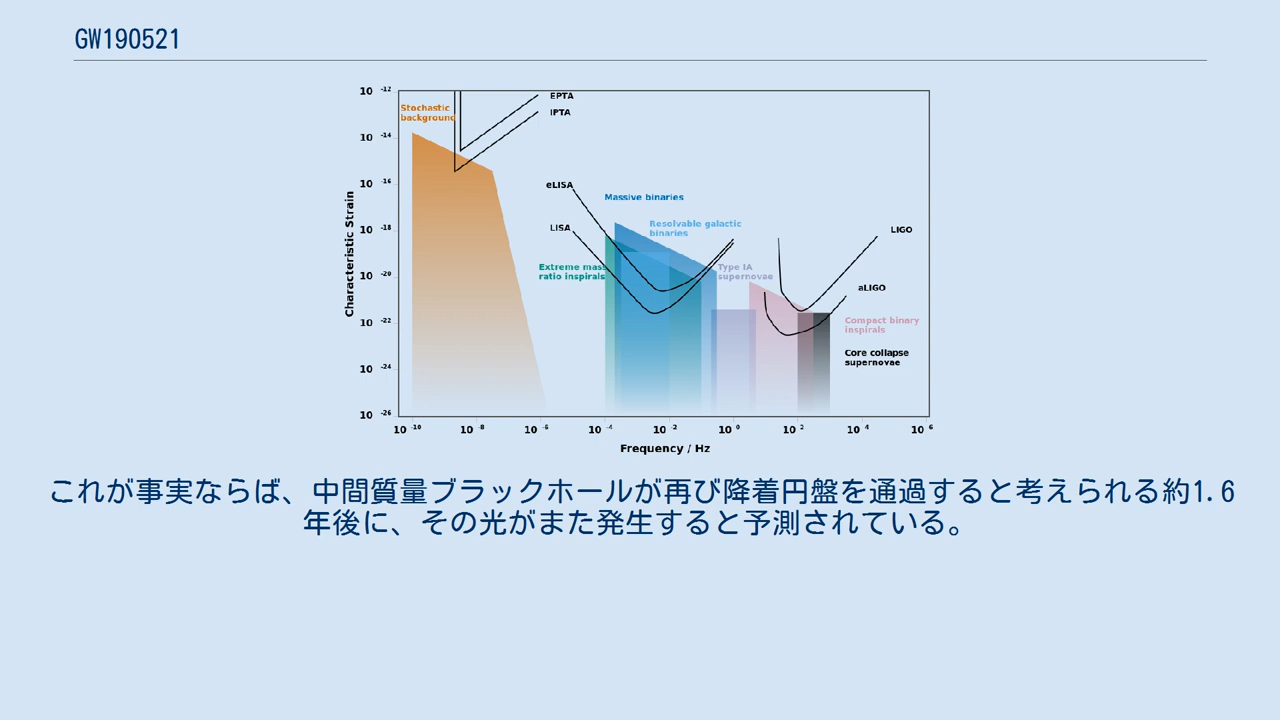 GW190521
10 -12
10 -14
10 -16
10 -18
10 -20
10 -22
10 -24
10 -26
Characteristic Strain
Stochastic
background
EPTA
IPTA
eLISA
LISA
Massive binaries
Resolvable galactic
binaries
Extreme mass
ratio inspirals
Type IA
supernovae
LIGO
aLIGO
Compact binary
inspirals
Core collapse
supernovae
10 -10 10 -8 10 -6 10 -4 10 -2 10 0 10 2 10 4 10 6
Frequency / Hz
これが事実ならば、中間質量ブラックホールが再び降着円盤を通過すると考えられる約1.6
年後に、その光がまた発生すると予測されている。